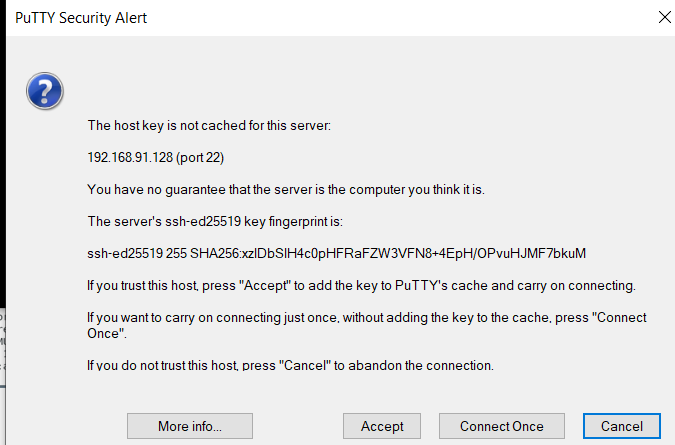 PuTTY Security Alert
The host key is not cached for this server:
192.168.91.128 (port 22)
You have no guarantee that the server is the computer you think it is.
The server's ssh-ed25519 key fingerprint is:
ssh-ed25519 255 SHA256:xzIDbSlH4c0pHFRaFZW3VFN8+4EpH/OPvuHJMF7bkuM
If you trust this host, press "Accept" to add the key to PuTTY's cache and carry on connecting.
If you want to carry on connecting just once, without adding the key to the cache, press "Connect
Once".
If you do not trust this host, press "Cancel" to abandon the connection.
More info...
Accept
Connect Once
Cancel